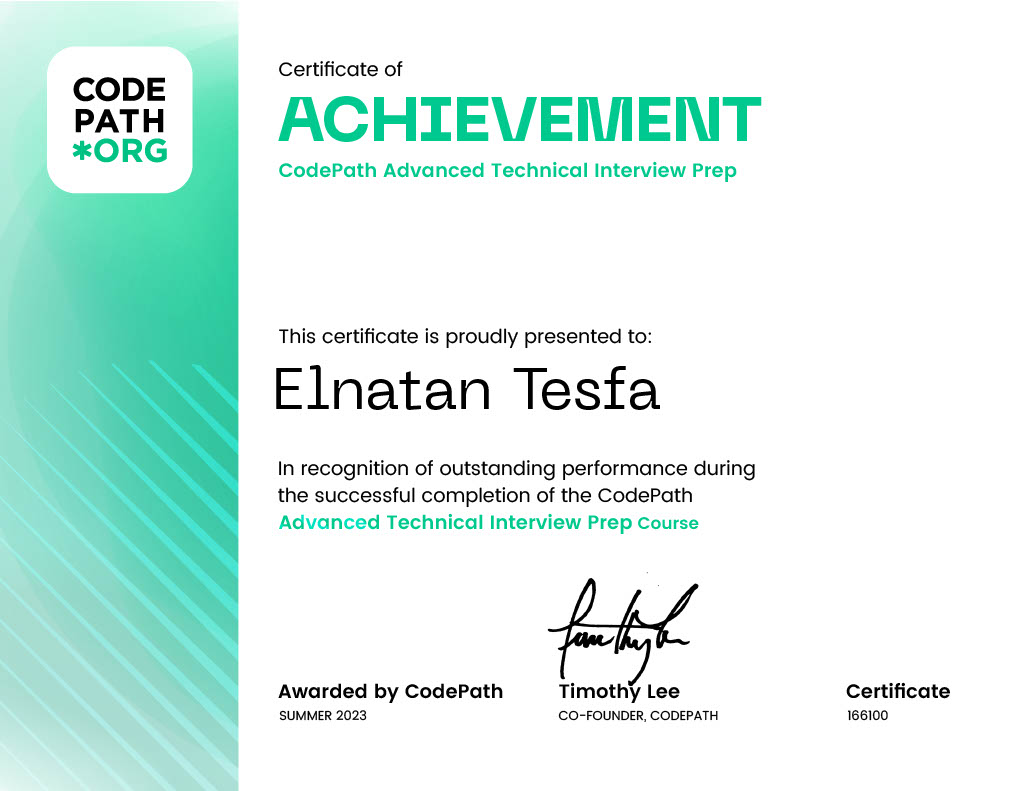 CODE
PATH
*ORG
Certificate of
ACHIEVEMENT
CodePath Advanced Technical Interview Prep
This certificate is proudly presented to:
Elnatan Tesfa
In recognition of outstanding performance during
the successful completion of the CodePath
Advanced Technical Interview Prep Course
Awarded by CodePath
SUMMER 2023
Timothy Lee
CO-FOUNDER, CODEPATH
Certificate
166100